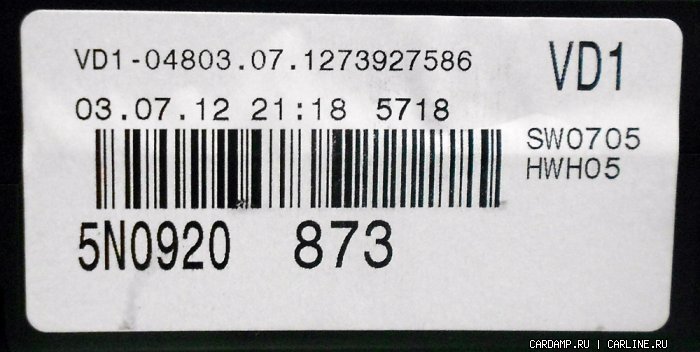 VD1-04803.07.1273927586
VD1
03.07.12 21:18 5718
SW0705
HWH05
5N0920 873
CARDAMP.RU | CARLINE.RU